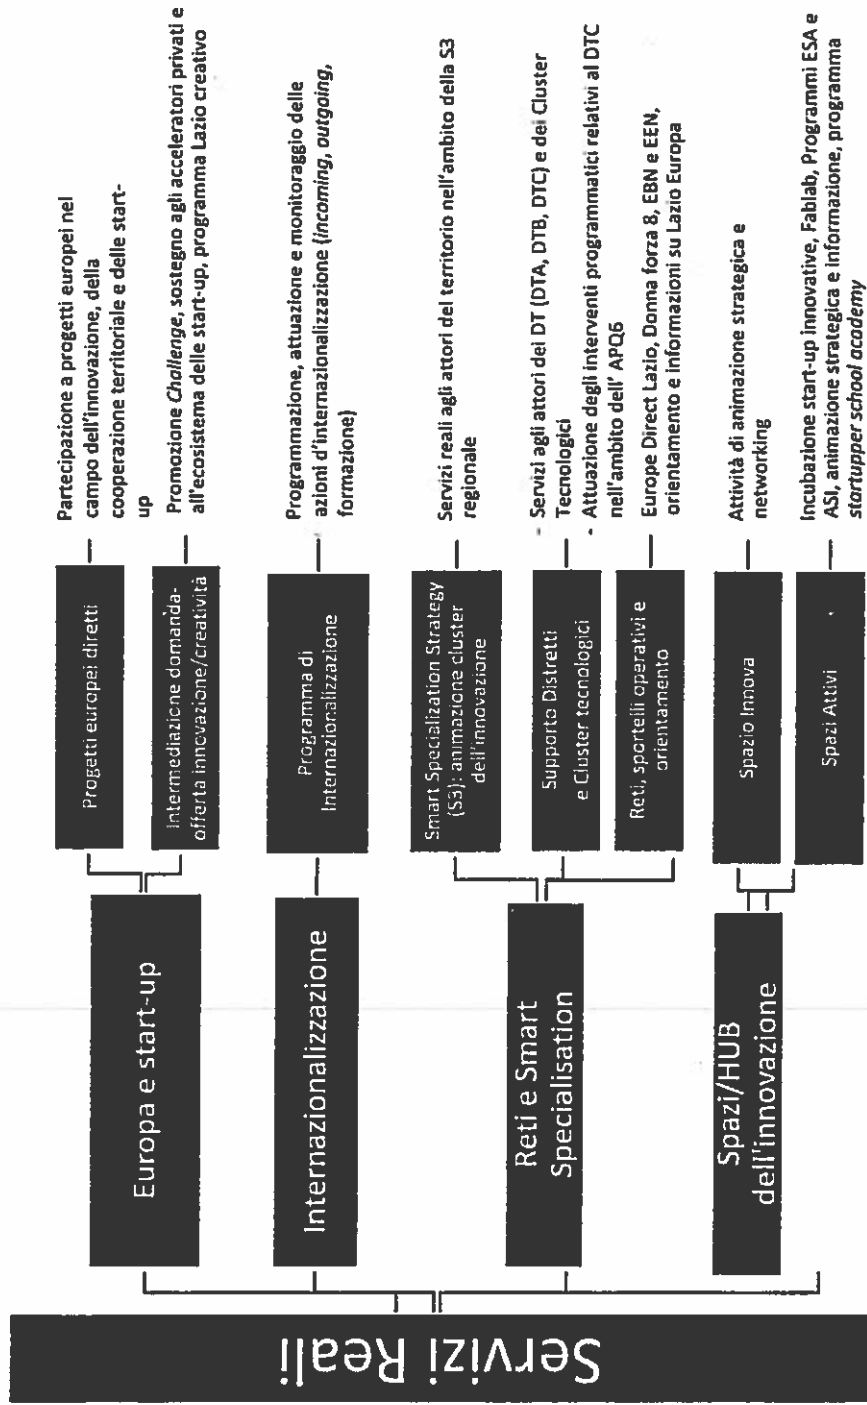 Servizi Reali
Europa e start-up
Progetti europei diretti
Partecipazione a progetti europei nel
campo dell'innovazione, della
cooperazione territoriale e delle start-
up
Intermediazione domanda-
offerta innovazione/creatività
Promozione Challenge, sostegno agli acceleratori privati e
all'ecosistema delle start-up, programma Lazio creativo
Internazionalizzazione
Programma di
Internazionalizzazione
Programmazione, attuazione e monitoraggio delle
azioni d'internazionalizzazione (incoming, outgoing,
formazione)
Reti e Smart
Specialisation
Smart Specialization Strategy
(S3): animazione cluster
dell'innovazione
Servizi reali agli attori del territorio nell'ambito della S3
regionale
Supporto Distretti
e Cluster tecnologici
- Servizi agli attori dei DT (DTA, DTB, DTC) e dei Cluster
Tecnologici
- Attuazione degli interventi programmatici relativi al DTC
nell'ambito dell' APQ6
Reti, sportelli operativi e
orientamento
Europe Direct Lazio, Donna forza 8, EBN e EEN,
orientamento e informazioni su Lazio Europa
Spazi/HUB
dell'innovazione
Spazio Innova
Attività di animazione strategica e
networking
Spazi Attivi
Incubazione start-up innovative, Fablab, Programmi ESA e
ASI, animazione strategica e informazione, programma
startupper school academy